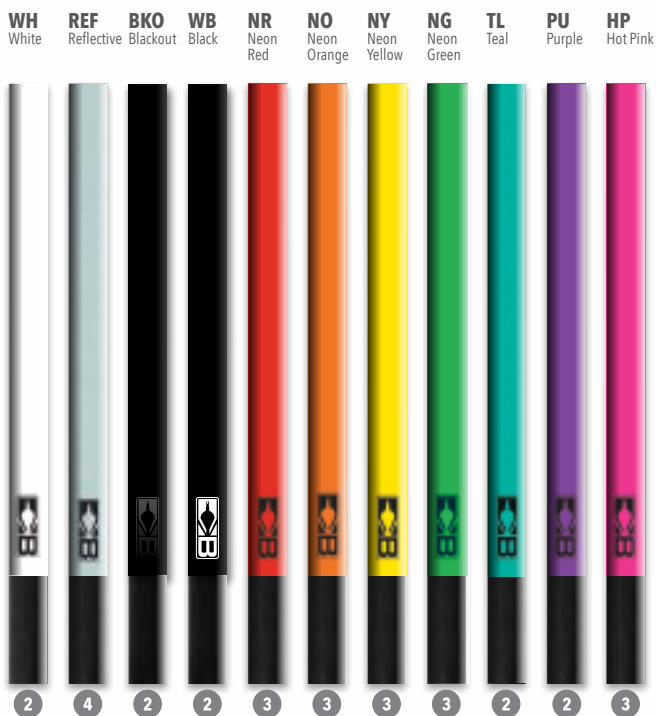 WH REF BKO WB NR NO NY NG TL PU HP
White Reflective Blackout Black Neon Neon Neon Neon Teal Purple Hot Pink
Red Orange Yellow Green
B B B B B B B B B B B
2 4 2 2 3 3 3 3 2 2 3